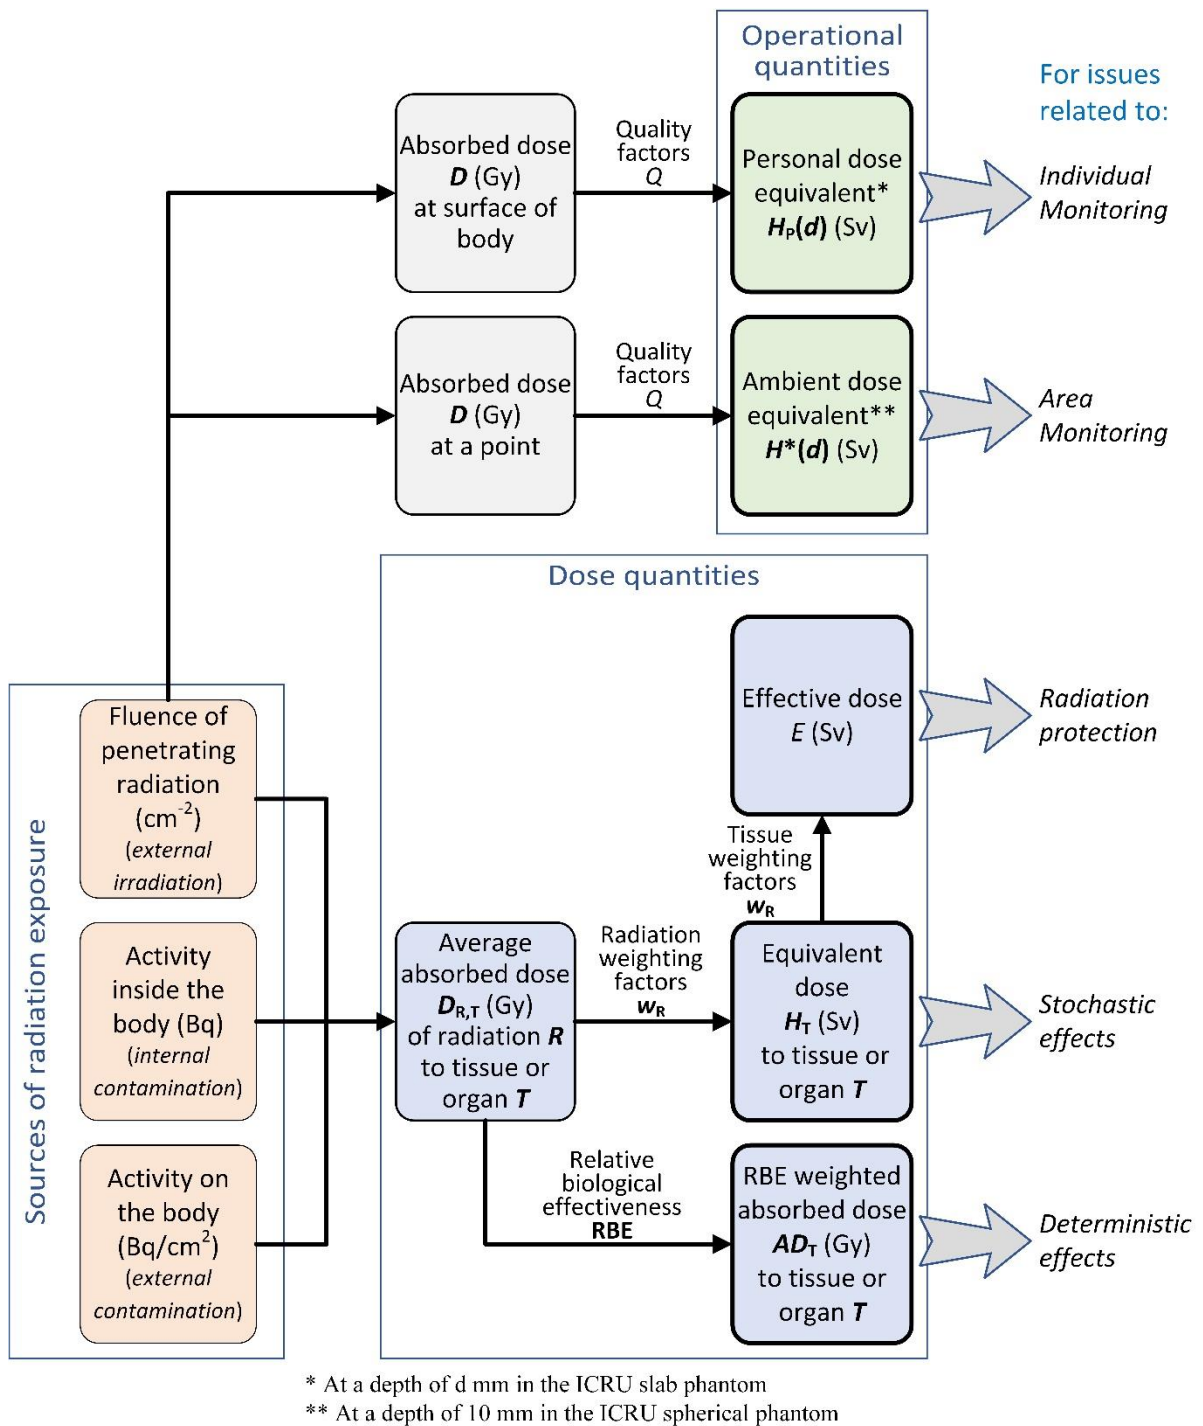 Operational
quantities
For issues
related to:
Absorbed dose
D (Gy)
at surface of
body
Quality
factors
Q
Personal dose
equivalent*
HP(d) (Sv)
Individual
Monitoring
Absorbed dose
D (Gy)
at a point
Quality
factors
Q
Ambient dose
equivalent**
H*(d) (Sv)
Area
Monitoring
Dose quantities
Effective dose
E (Sv)
Radiation
protection
Sources of radiation exposure
Fluence of
penetrating
radiation
(cm-2)
(external
irradiation)
Tissue
weighting
factors
wR
Activity
inside the
body (Bq)
(internal
contamination)
Average
absorbed dose
DR,T (Gy)
of radiation R
to tissue or
organ T
Radiation
weighting
factors
wR
Equivalent
dose
HT (Sv)
to tissue or
organ T
Stochastic
effects
Activity on
the body
(Bq/cm2)
(external
contamination)
Relative
biological
effectiveness
RBE
RBE weighted
absorbed dose
ADT (Gy)
to tissue or
organ T
Deterministic
effects
* At a depth of d mm in the ICRU slab phantom
** At a depth of 10 mm in the ICRU spherical phantom